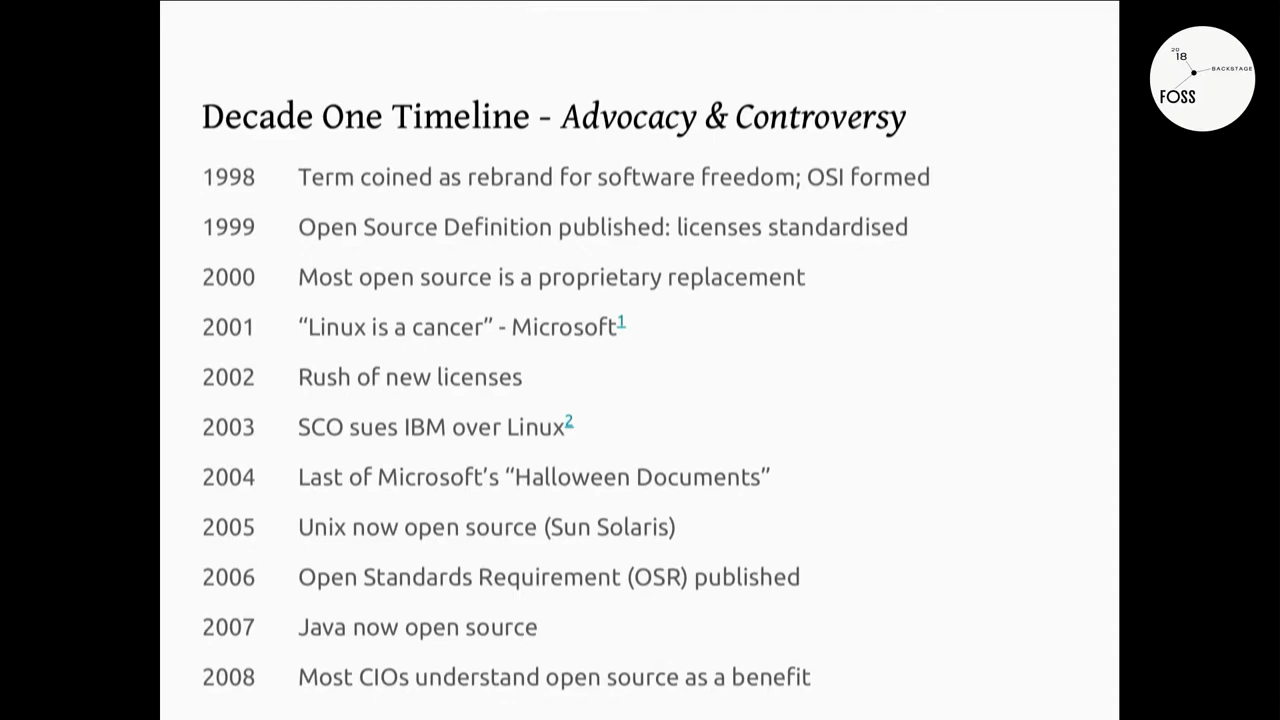 Decade One Timeline - Advocacy & Controversy
1998 Term coined as rebrand for software freedom; OSI formed
1999 Open Source Definition published: licenses standardised
2000 Most open source is a proprietary replacement
2001 “Linux is a cancer” - Microsoft1
2002 Rush of new licenses
2003 SCO sues IBM over Linux2
2004 Last of Microsoft’s “Halloween Documents”
2005 Unix now open source (Sun Solaris)
2006 Open Standards Requirement (OSR) published
2007 Java now open source
2008 Most CIOs understand open source as a benefit
20
18
BACKSTAGE
FOSS